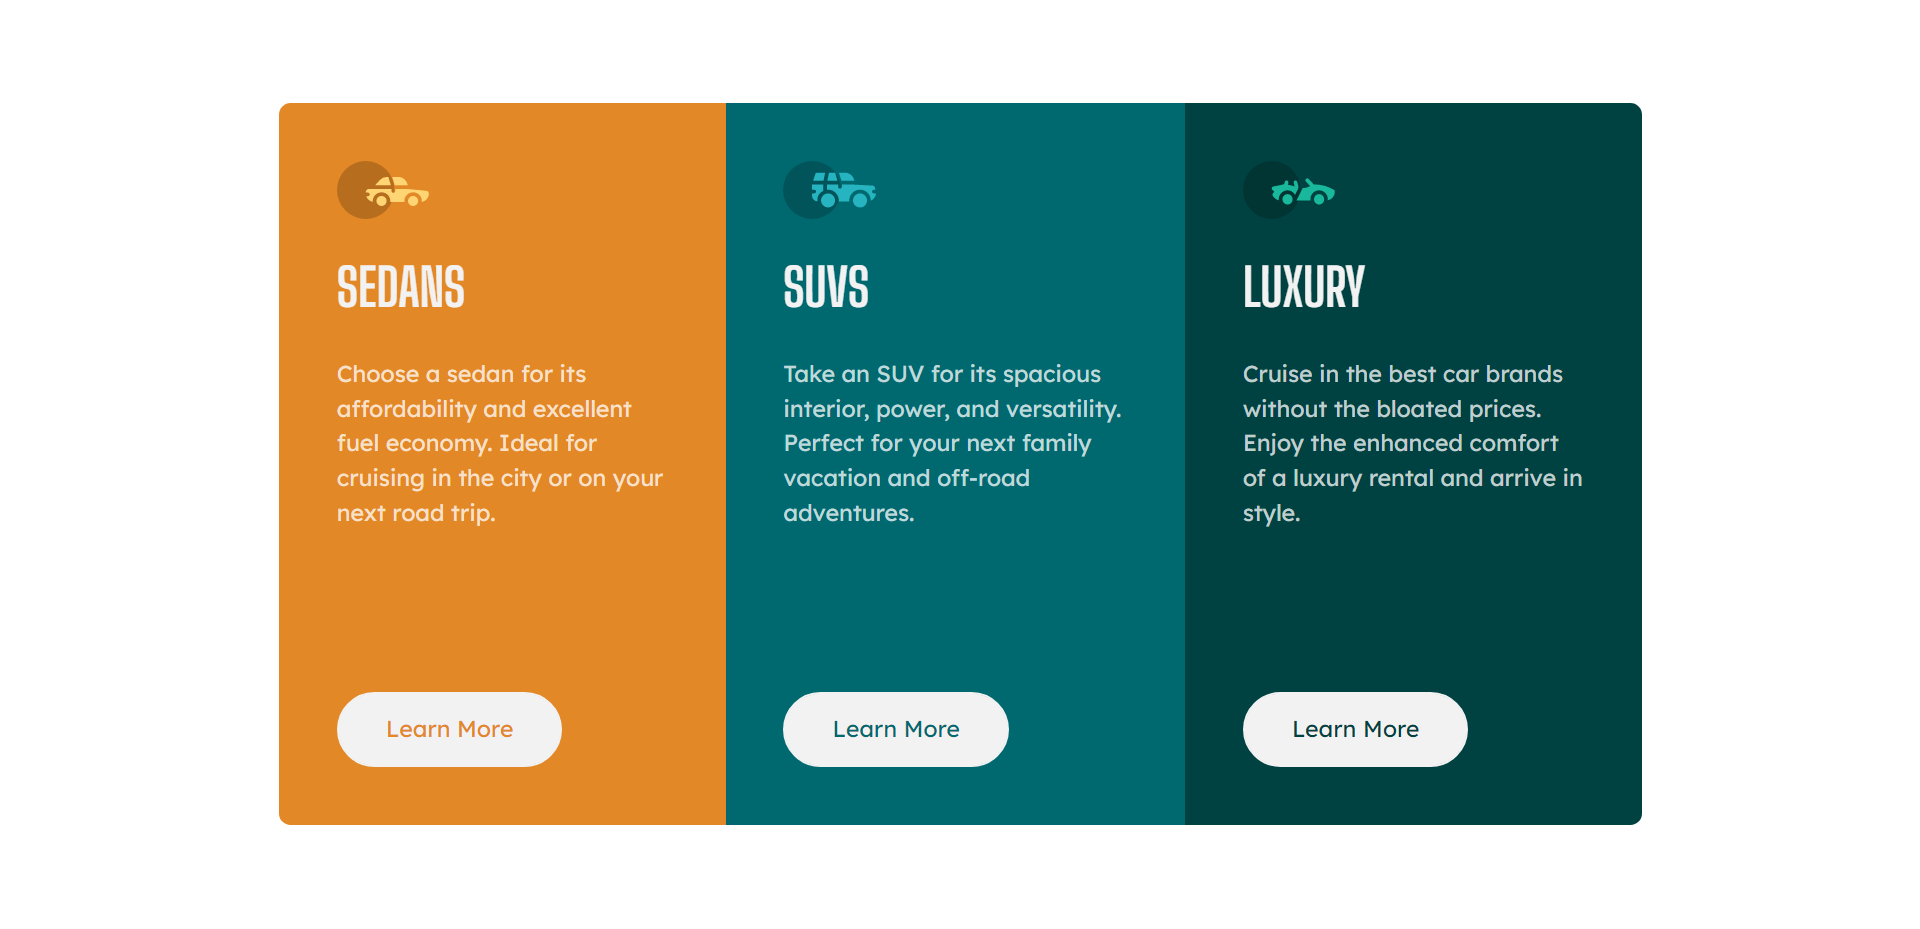 SEDANS
Choose a sedan for its
affordability and excellent
fuel economy. Ideal for
cruising in the city or on your
next road trip.
Learn More
SUVS
Take an SUV for its spacious
interior, power, and versatility.
Perfect for your next family
vacation and off-road
adventures.
Learn More
LUXURY
Cruise in the best car brands
without the bloated prices.
Enjoy the enhanced comfort
of a luxury rental and arrive in
style.
Learn More